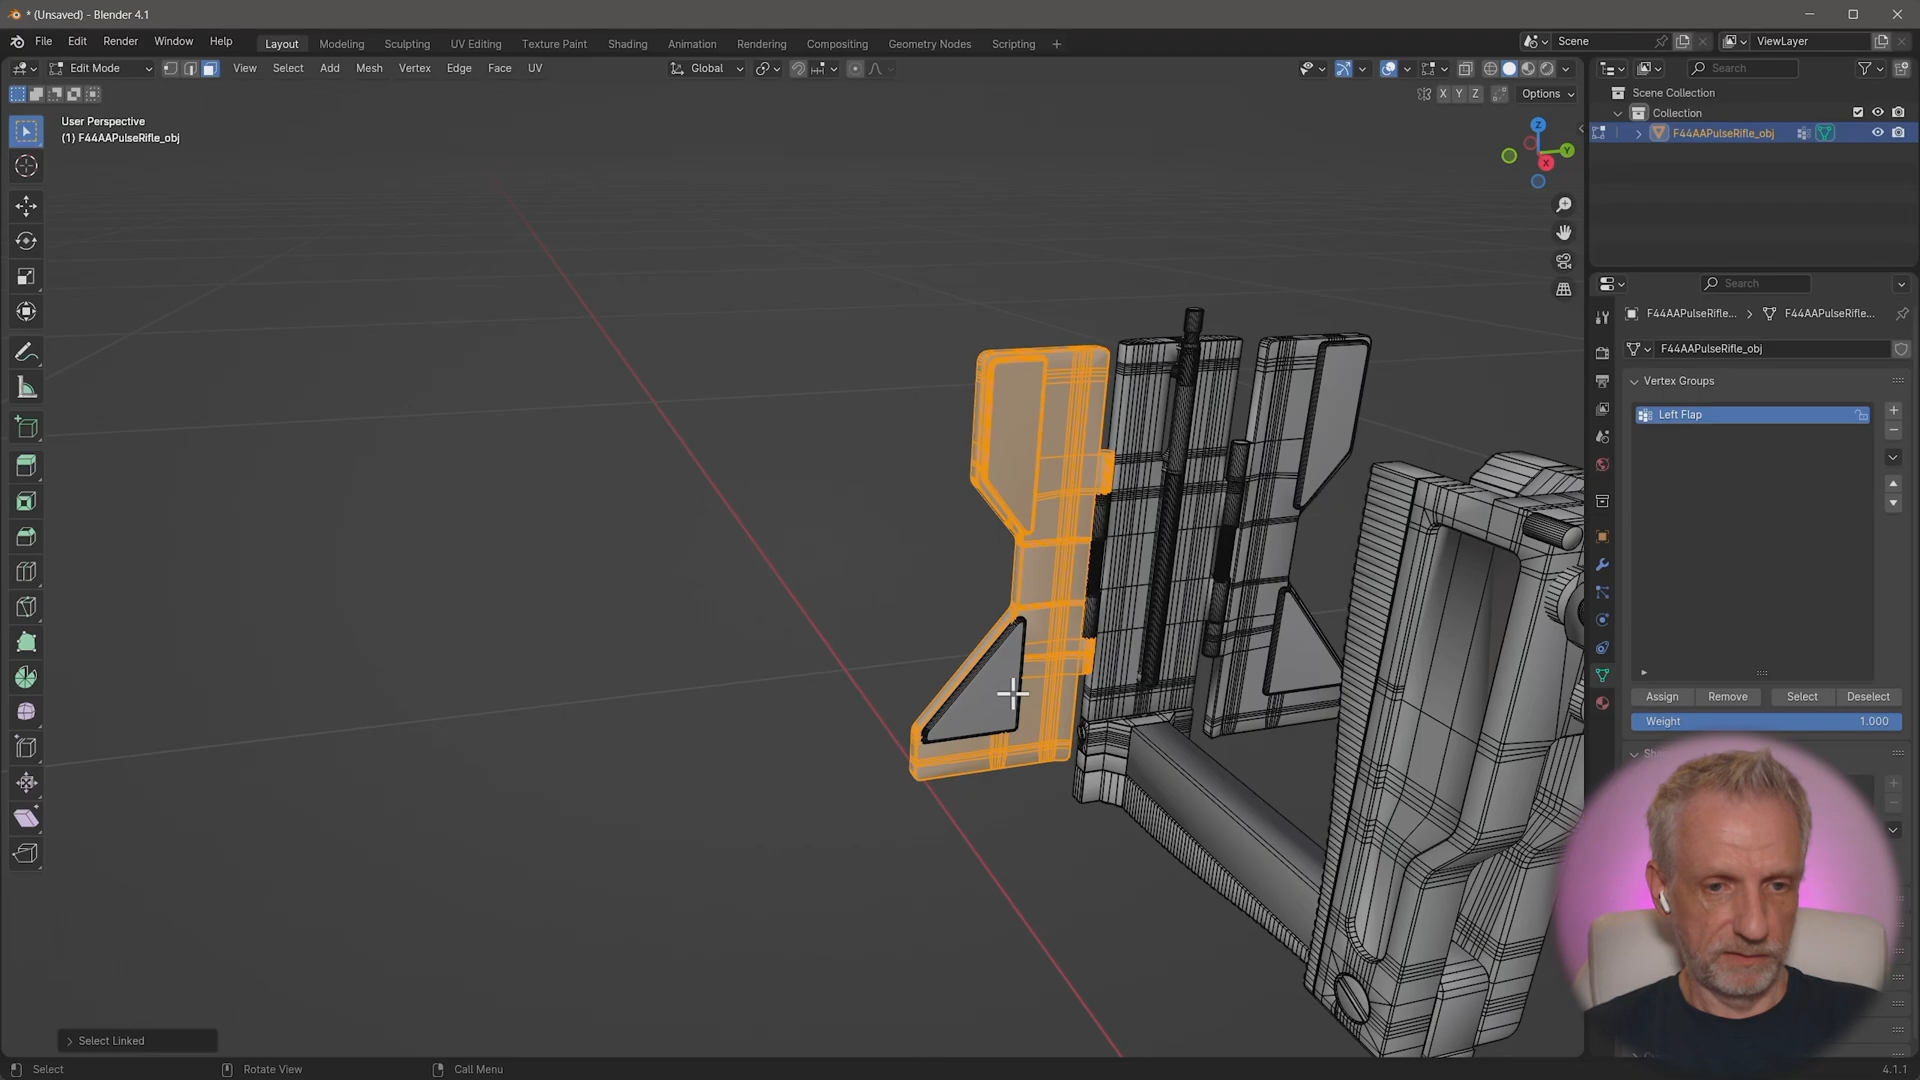 * (Unsaved) - Blender 4.1
File Edit Render Window Help
Layout Modeling Sculpting UV Editing Texture Paint Shading Animation Rendering Compositing Geometry Nodes Scripting +
Scene
ViewLayer
Edit Mode
View Select Add Mesh Vertex Edge Face UV
Global
Search
X Y Z
Options
User Perspective
(1) F44AAPulseRifle_obj
Scene Collection
Collection
F44AAPulseRifle_obj
Z
Y
X
Search
F44AAPulseRifle... > F44AAPulseRifle...
F44AAPulseRifle_obj
Vertex Groups
Left Flap
Assign Remove Select Deselect
Weight 1.000
> Select Linked
Select Rotate View Call Menu
4.1.1